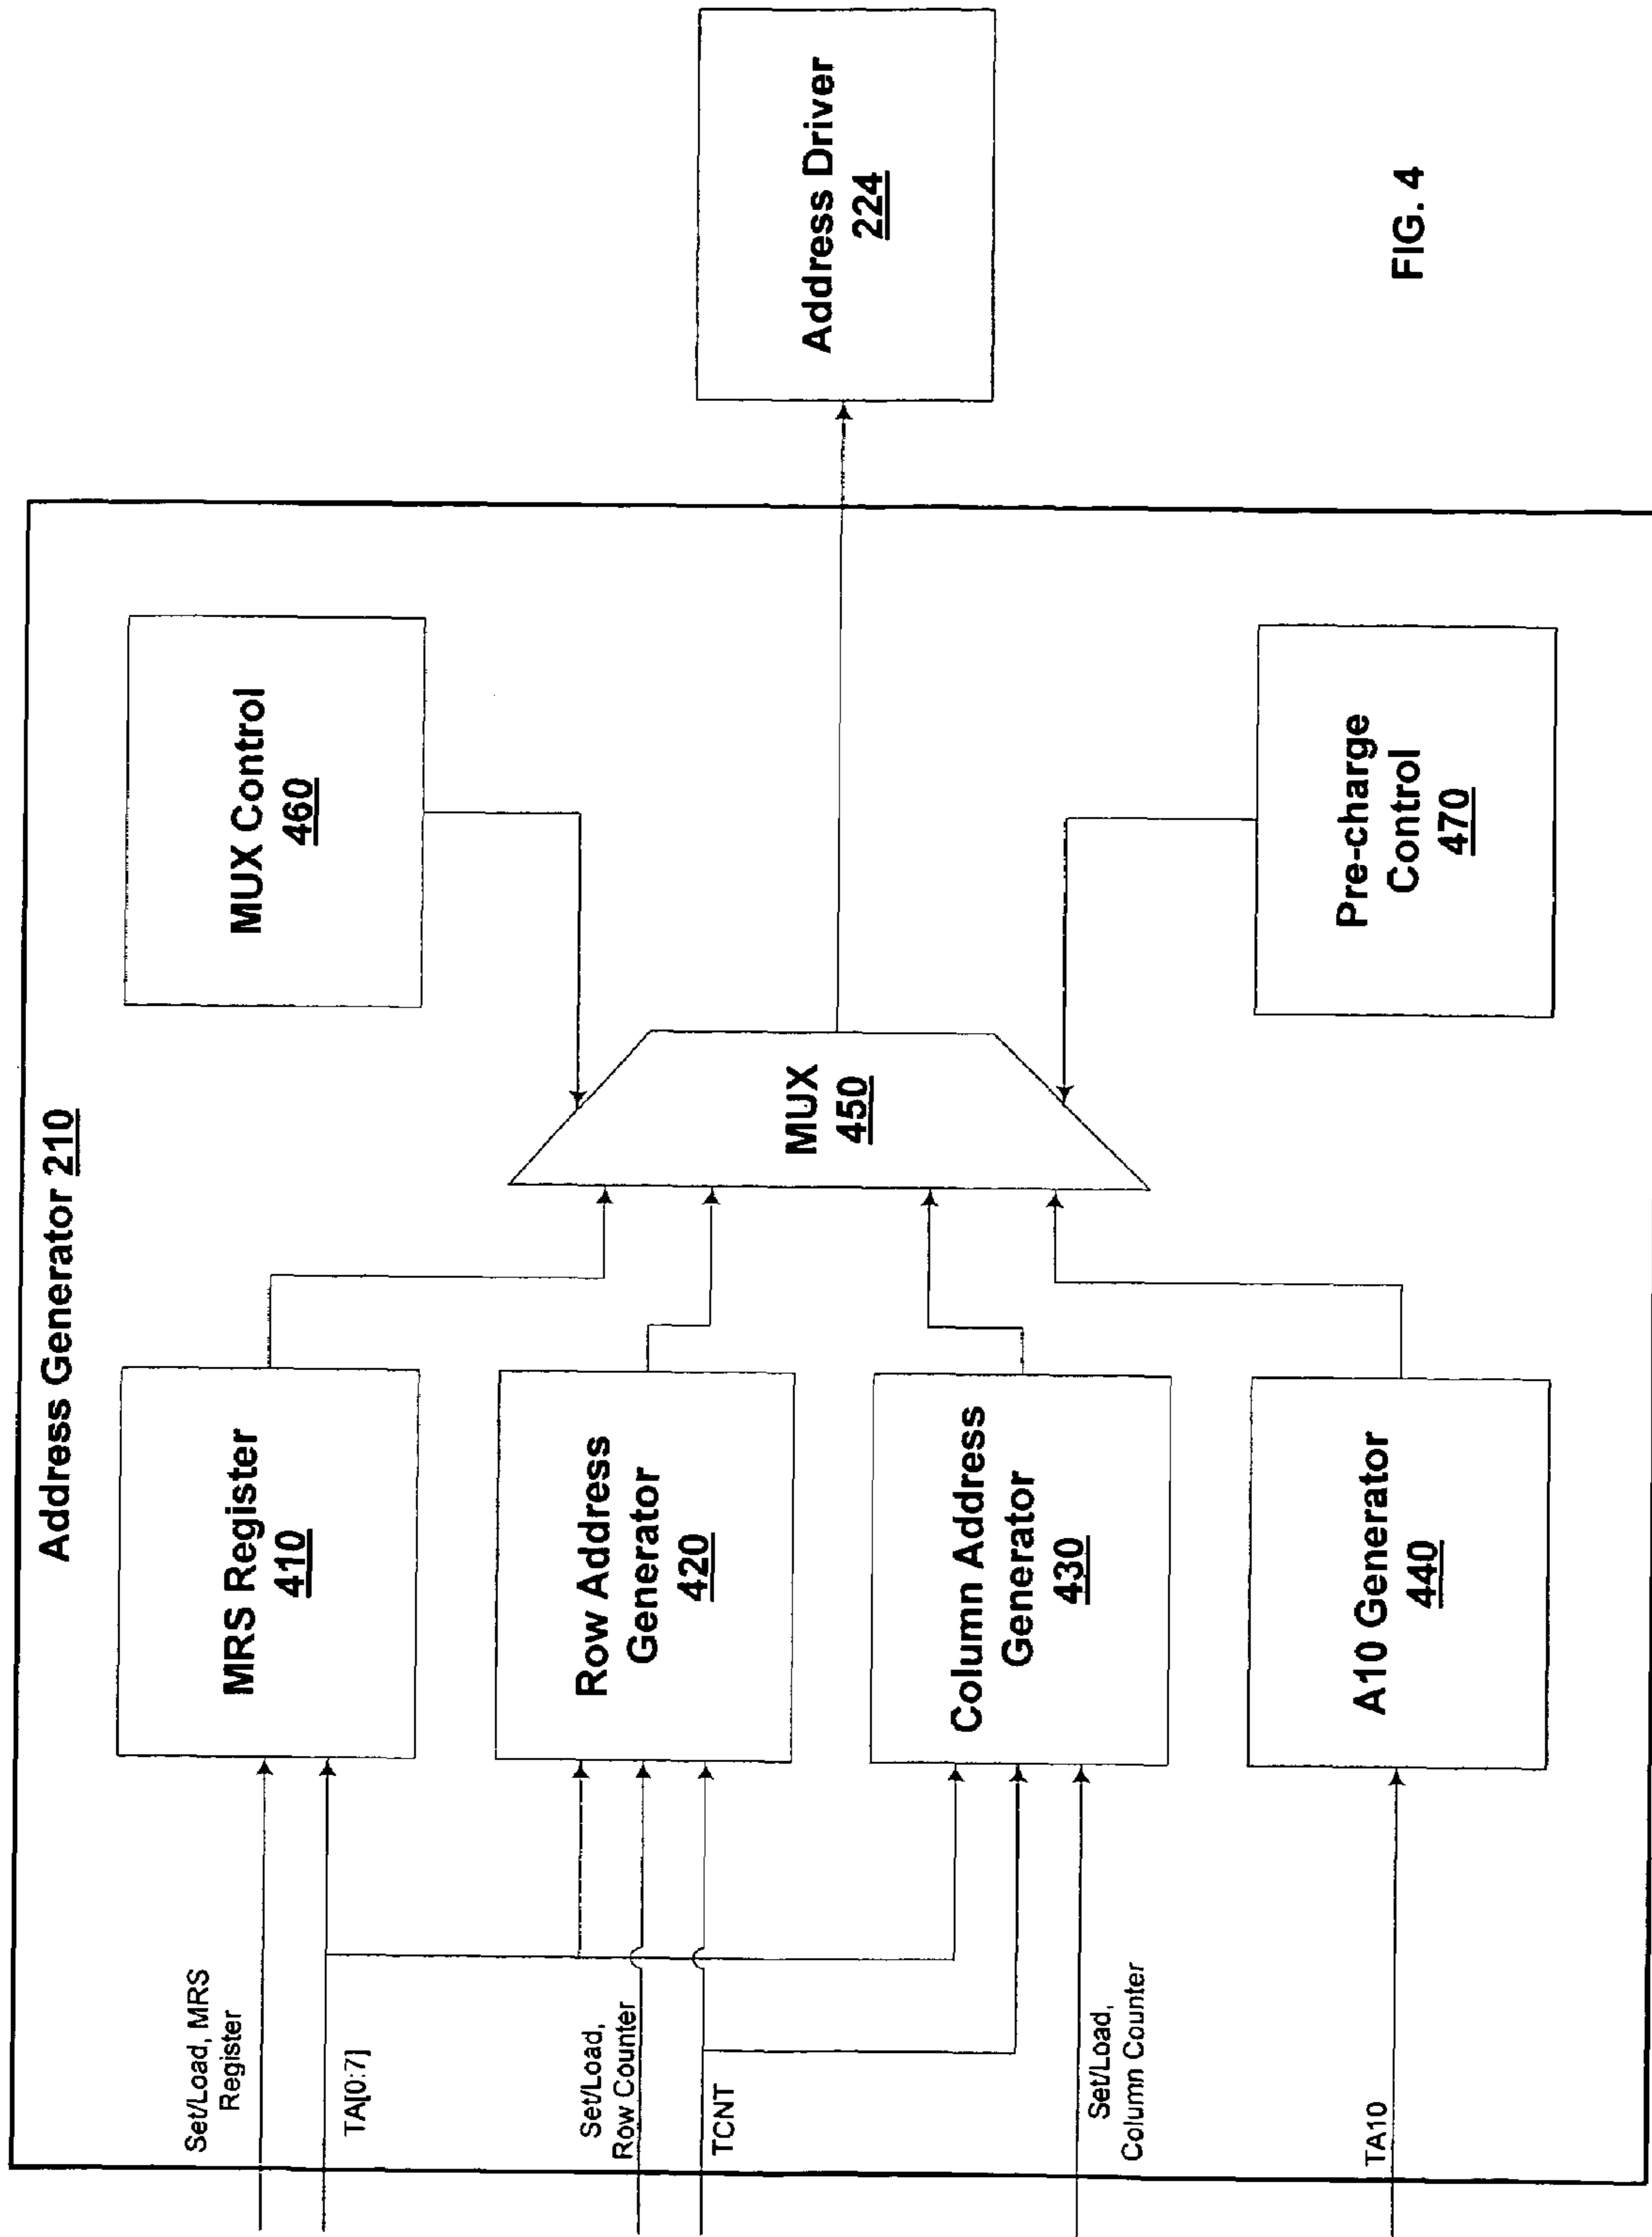 Address Generator 210
Set/Load, MRS
Register
TA[0:7]
Set/Load,
Row Counter
TCNT
Set/Load,
Column Counter
TA10
MRS Register
410
Row Address
Generator
420
Column Address
Generator
430
A10 Generator
440
MUX
450
MUX Control
460
Pre-charge
Control
470
Address Driver
224
FIG. 4